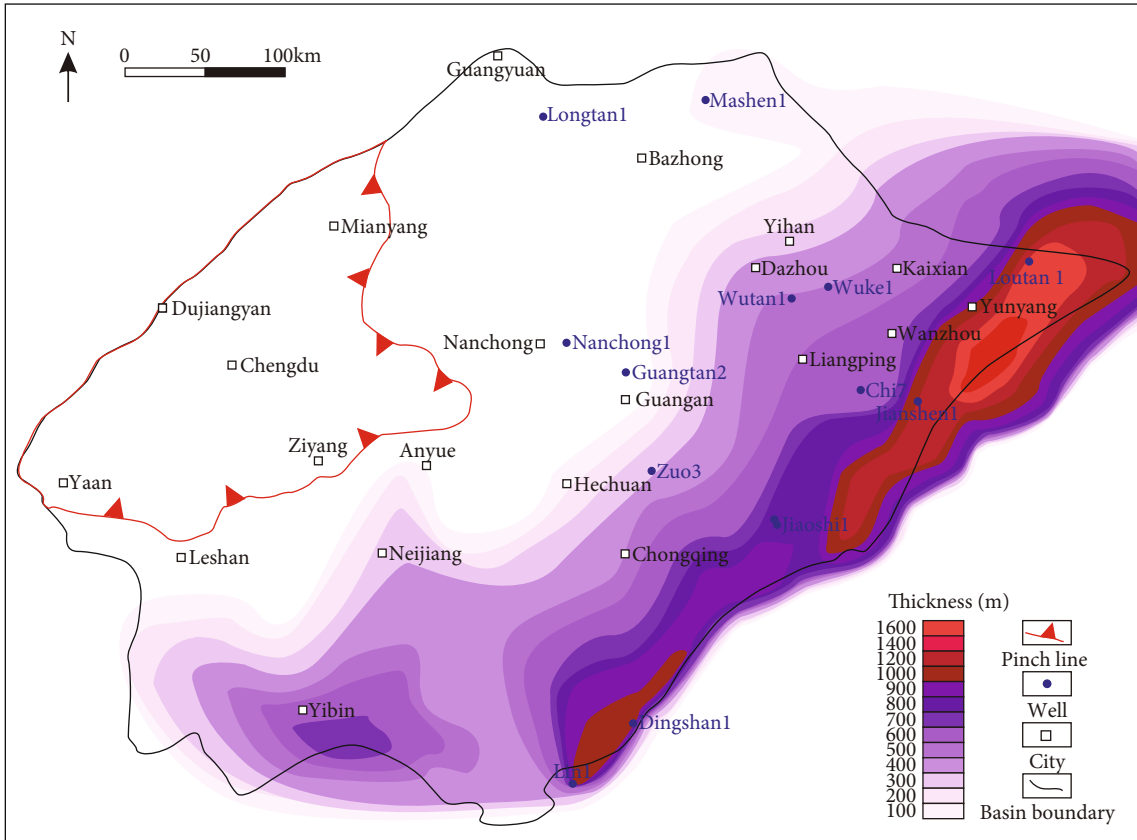 N
0 50 100km
Guangyuan
Mashen1
Longtan1
Bazhong
Mianyang
Yihan
Dazhou
Kaixian
Loutan 1
Wuke1
Wutan1
Yunyang
Dujiangyan
Wanzhou
Nanchong
Nanchong1
Liangping
Chengdu
Guangtan2
Chi7
Guangan
Jianshen1
Anyue
Ziyang
Zuo3
Yaan
Hechuan
Jiaoshi1
Leshan
Neijiang
Chongqing
Yibin
Dingshan1
Lin1
Thickness (m)
1600
1400
1200
1000
900
800
700
600
500
400
300
200
100
Pinch line
Well
City
Basin boundary